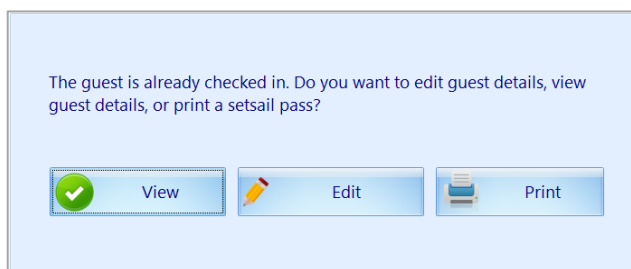 The guest is already checked in. Do you want to edit guest details, view
guest details, or print a setsail pass?
View
Edit
Print